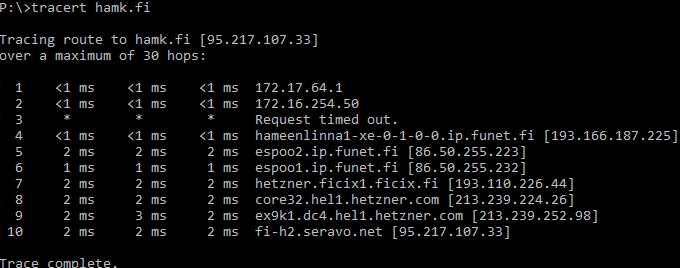 P:\>tracert hamk.fi
Tracing route to hamk.fi [95.217.107.33]
over a maximum of 30 hops:
1 <1 ms <1 ms <1 ms 172.17.64.1
2 <1 ms <1 ms <1 ms 172.16.254.50
3 * * * Request timed out.
4 <1 ms <1 ms <1 ms hameenlinna1-xe-0-1-0-0.ip.funet.fi [193.166.187.225]
5 2 ms 2 ms 2 ms espoo2.ip.funet.fi [86.50.255.223]
6 1 ms 1 ms 1 ms espoo1.ip.funet.fi [86.50.255.232]
7 2 ms 2 ms 2 ms hetzner.ficix1.ficix.fi [193.110.226.44]
8 2 ms 2 ms 2 ms core32.hel1.hetzner.com [213.239.224.26]
9 2 ms 3 ms 2 ms ex9k1.dc4.hel1.hetzner.com [213.239.252.98]
10 2 ms 2 ms 2 ms fi-h2.seravo.net [95.217.107.33]
Trace complete.